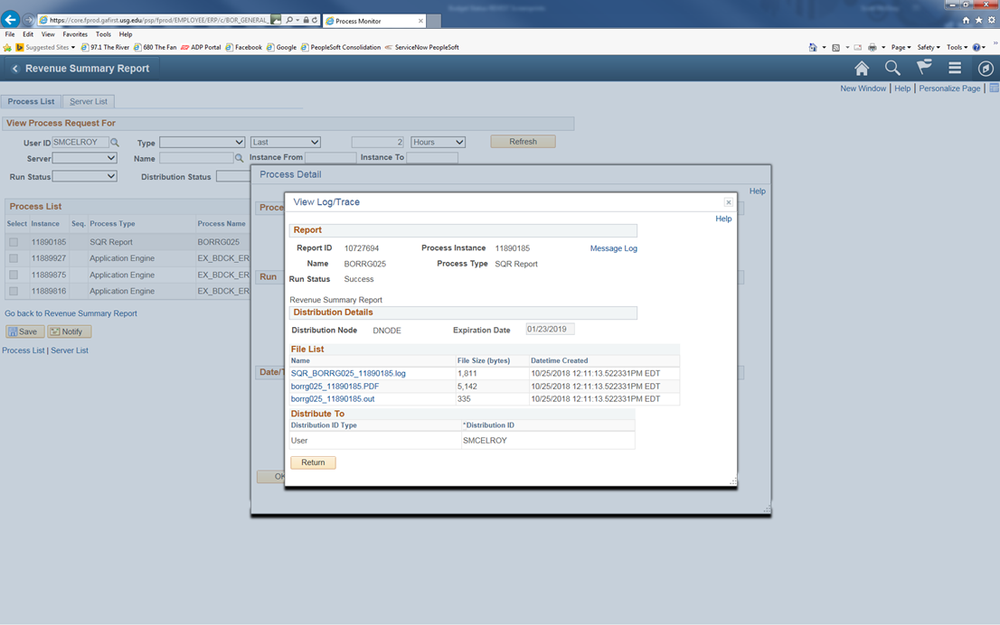 https://core.fprod.gafirst.usg.edu/psp/fprod/EMPLOYEE/ERP/c/BOR_GENERAL_
Process Monitor
File Edit View Favorites Tools Help
Suggested Sites 97.1 The River 680 The Fan ADP Portal Facebook Google PeopleSoft Consolidation ServiceNow PeopleSoft
Page Safety Tools
Revenue Summary Report
New Window | Help | Personalize Page |
Process List Server List
View Process Request For
User ID SMCELROY Type Last 2 Hours Refresh
Server Name Instance From Instance To
Run Status Distribution Status
Process List
Select Instance Seq. Process Type Process Name
11890185 SQR Report BORRG025
11889927 Application Engine EX_BDCK_ER
11889875 Application Engine EX_BDCK_ER
11889816 Application Engine EX_BDCK_ER
Go back to Revenue Summary Report
Save Notify
Process List | Server List
Process Detail
Help
Proce
Run
Date/T
OK
View Log/Trace
Help
Report
Report ID 10727694 Process Instance 11890185 Message Log
Name BORRG025 Process Type SQR Report
Run Status Success
Revenue Summary Report
Distribution Details
Distribution Node DNODE Expiration Date 01/23/2019
File List
Name File Size (bytes) Datetime Created
SQR_BORRG025_11890185.log 1,811 10/25/2018 12:11:13.522331PM EDT
borrg025_11890185.PDF 5,142 10/25/2018 12:11:13.522331PM EDT
borrg025_11890185.out 335 10/25/2018 12:11:13.522331PM EDT
Distribute To
Distribution ID Type *Distribution ID
User SMCELROY
Return